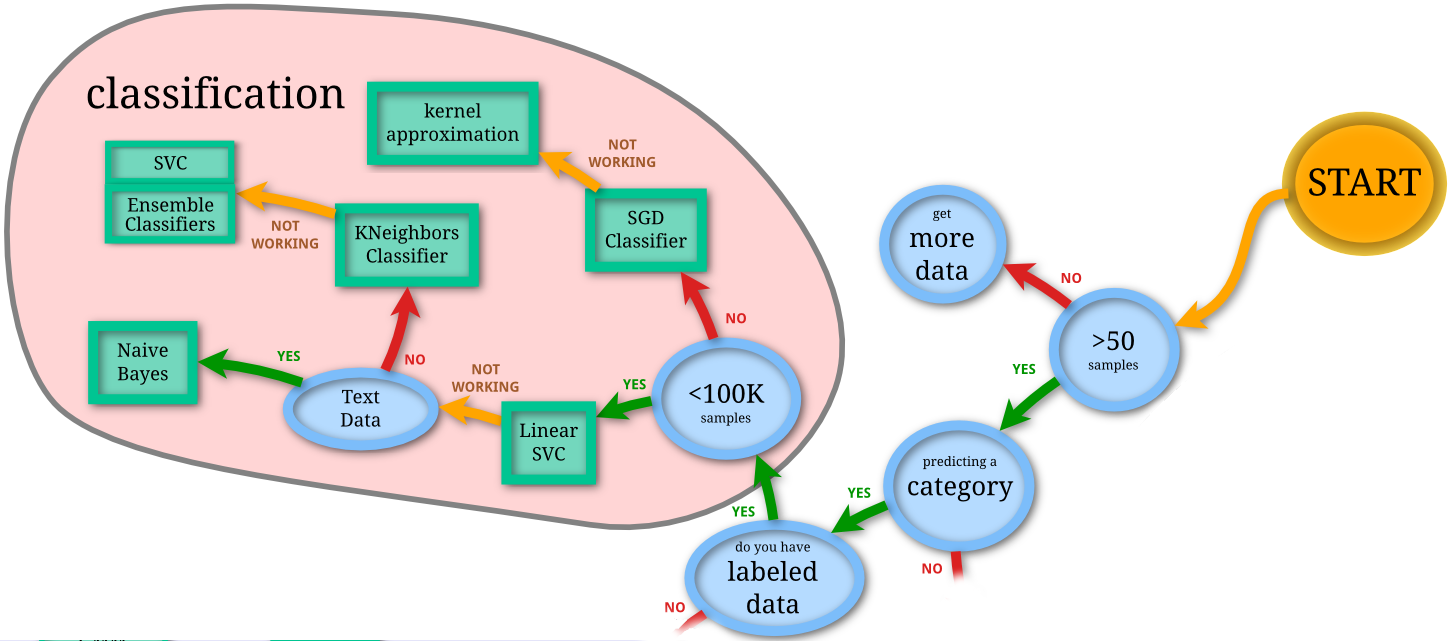 classification
kernel
approximation
NOT
WORKING
START
SVC
Ensemble
Classifiers
NOT
WORKING
KNeighbors
Classifier
SGD
Classifier
get
more
data
NO
>50
samples
YES
NO
Naive
Bayes
YES
NO
Text
Data
NOT
WORKING
YES
<100K
samples
Linear
SVC
predicting a
category
YES
NO
YES
do you have
labeled
data
NO